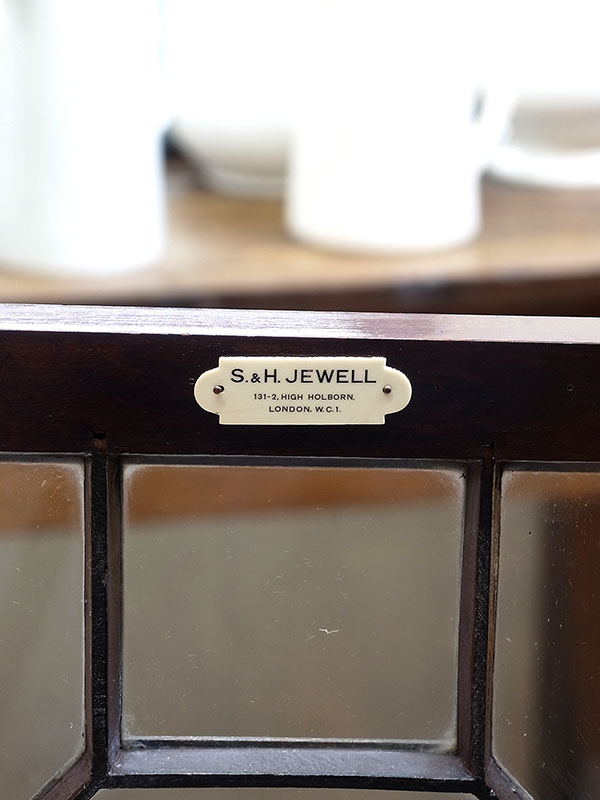 S. & H. JEWELL
131-2, HIGH HOLBORN,
LONDON. W.C.1.